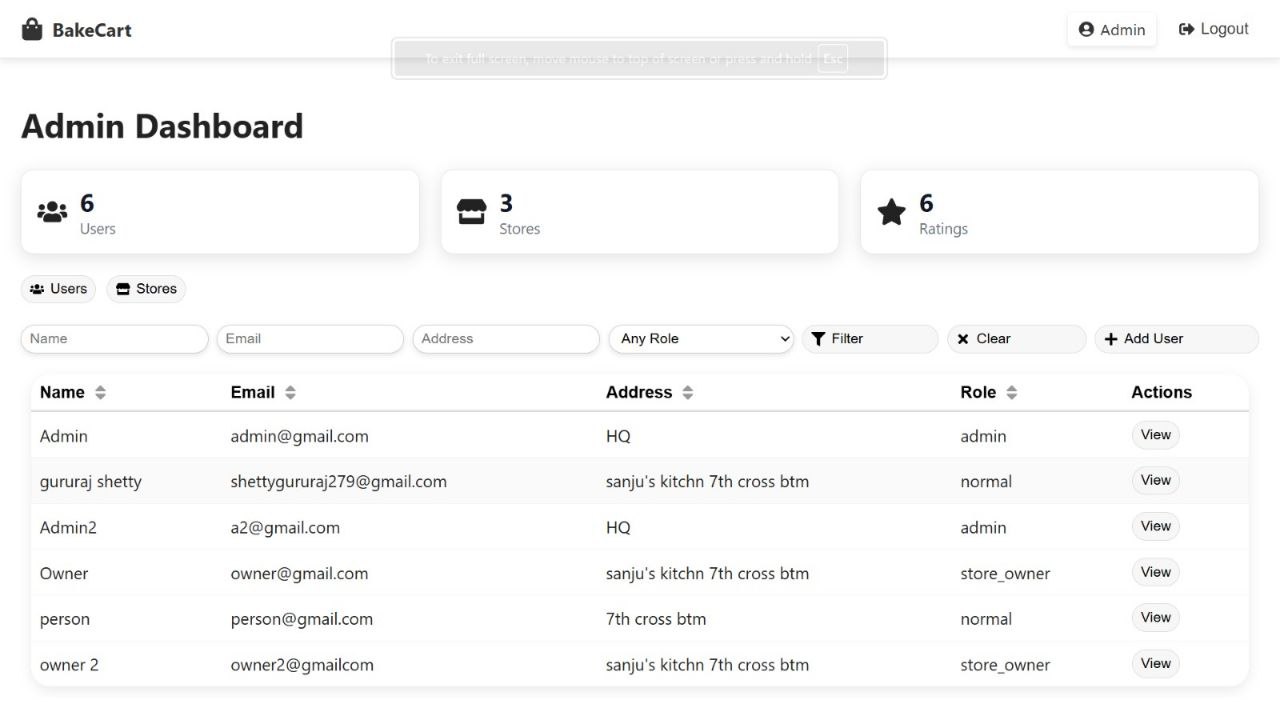 BakeCart
Admin Logout
To exit full screen, move mouse to top of screen or press and hold Esc
Admin Dashboard
6
Users
3
Stores
6
Ratings
Users Stores
Name Email Address Any Role Filter Clear Add User
Name Email Address Role Actions
Admin admin@gmail.com HQ admin View
gururaj shetty shettygururaj279@gmail.com sanju's kitchn 7th cross btm normal View
Admin2 a2@gmail.com HQ admin View
Owner owner@gmail.com sanju's kitchn 7th cross btm store_owner View
person person@gmail.com 7th cross btm normal View
owner 2 owner2@gmailcom sanju's kitchn 7th cross btm store_owner View